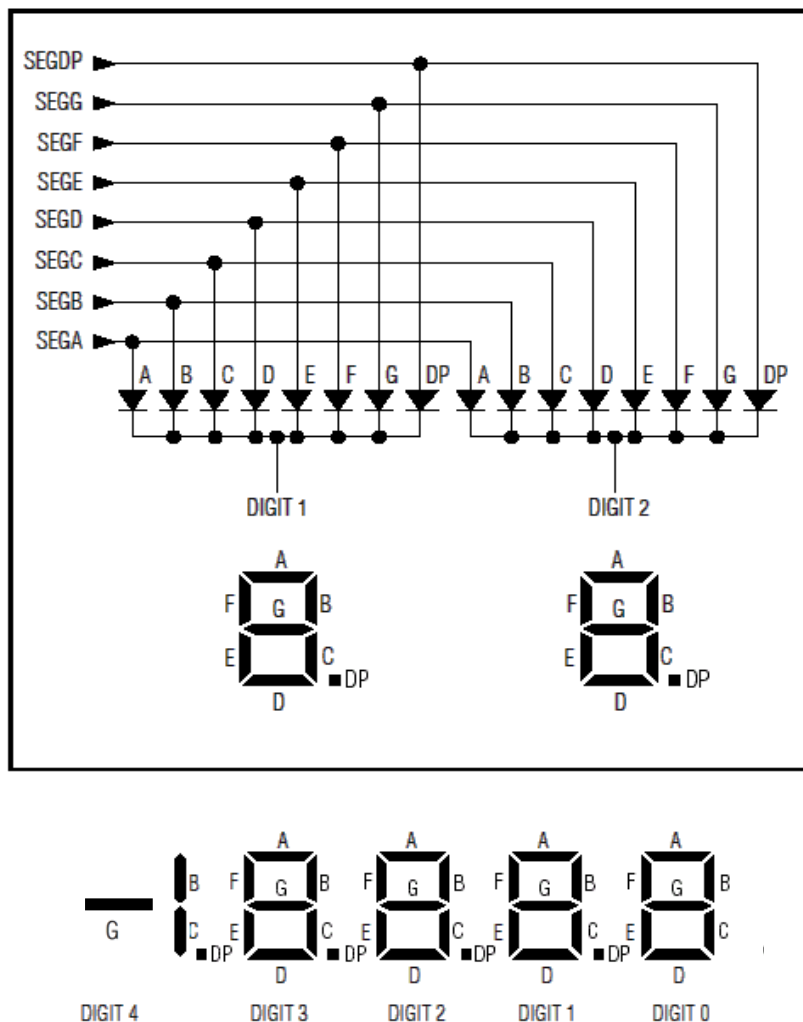 SEGDP
SEGG
SEGF
SEGE
SEGD
SEGC
SEGB
SEGA
A B C D E F G DP A B C D E F G DP
DIGIT 1 DIGIT 2
A A
F G B F G B
E C DP E C DP
D D
A A A A
B F G B F G B F G B F G B
G C DP E C DP E C DP E C DP E C
D D D D
DIGIT 4 DIGIT 3 DIGIT 2 DIGIT 1 DIGIT 0